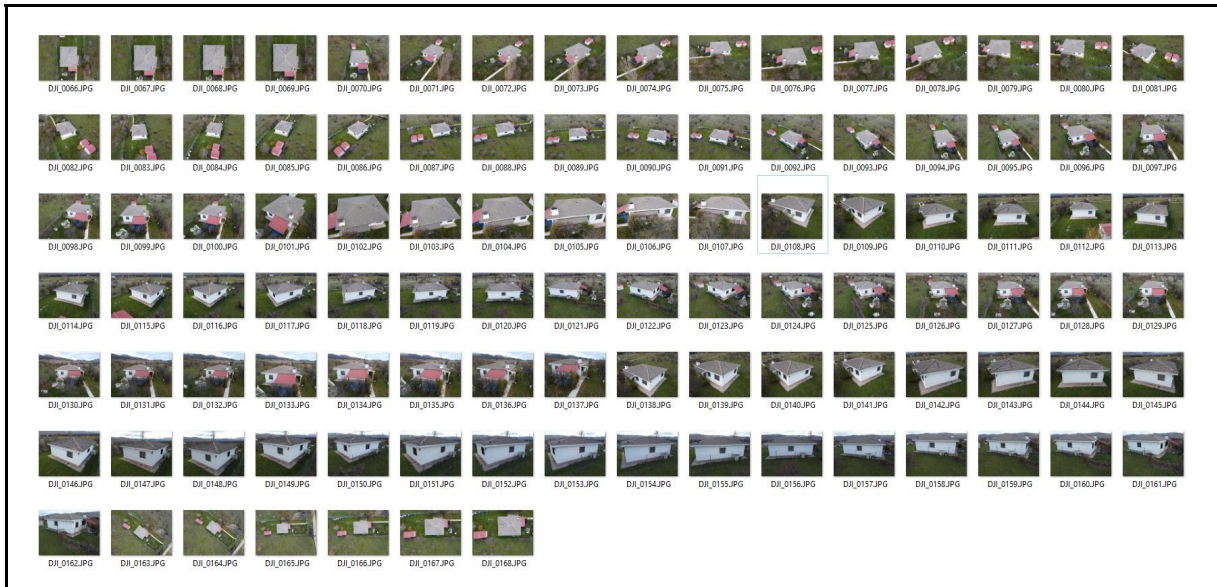 DJI_0066.JPG DJI_0067.JPG DJI_0068.JPG DJI_0069.JPG DJI_0070.JPG DJI_0071.JPG DJI_0072.JPG DJI_0073.JPG DJI_0074.JPG DJI_0075.JPG DJI_0076.JPG DJI_0077.JPG DJI_0078.JPG DJI_0079.JPG DJI_0080.JPG DJI_0081.JPG
DJI_0082.JPG DJI_0083.JPG DJI_0084.JPG DJI_0085.JPG DJI_0086.JPG DJI_0087.JPG DJI_0088.JPG DJI_0089.JPG DJI_0090.JPG DJI_0091.JPG DJI_0092.JPG DJI_0093.JPG DJI_0094.JPG DJI_0095.JPG DJI_0096.JPG DJI_0097.JPG
DJI_0098.JPG DJI_0099.JPG DJI_0100.JPG DJI_0101.JPG DJI_0102.JPG DJI_0103.JPG DJI_0104.JPG DJI_0105.JPG DJI_0106.JPG DJI_0107.JPG DJI_0108.JPG DJI_0109.JPG DJI_0110.JPG DJI_0111.JPG DJI_0112.JPG DJI_0113.JPG
DJI_0114.JPG DJI_0115.JPG DJI_0116.JPG DJI_0117.JPG DJI_0118.JPG DJI_0119.JPG DJI_0120.JPG DJI_0121.JPG DJI_0122.JPG DJI_0123.JPG DJI_0124.JPG DJI_0125.JPG DJI_0126.JPG DJI_0127.JPG DJI_0128.JPG DJI_0129.JPG
DJI_0130.JPG DJI_0131.JPG DJI_0132.JPG DJI_0133.JPG DJI_0134.JPG DJI_0135.JPG DJI_0136.JPG DJI_0137.JPG DJI_0138.JPG DJI_0139.JPG DJI_0140.JPG DJI_0141.JPG DJI_0142.JPG DJI_0143.JPG DJI_0144.JPG DJI_0145.JPG
DJI_0146.JPG DJI_0147.JPG DJI_0148.JPG DJI_0149.JPG DJI_0150.JPG DJI_0151.JPG DJI_0152.JPG DJI_0153.JPG DJI_0154.JPG DJI_0155.JPG DJI_0156.JPG DJI_0157.JPG DJI_0158.JPG DJI_0159.JPG DJI_0160.JPG DJI_0161.JPG
DJI_0162.JPG DJI_0163.JPG DJI_0164.JPG DJI_0165.JPG DJI_0166.JPG DJI_0167.JPG DJI_0168.JPG